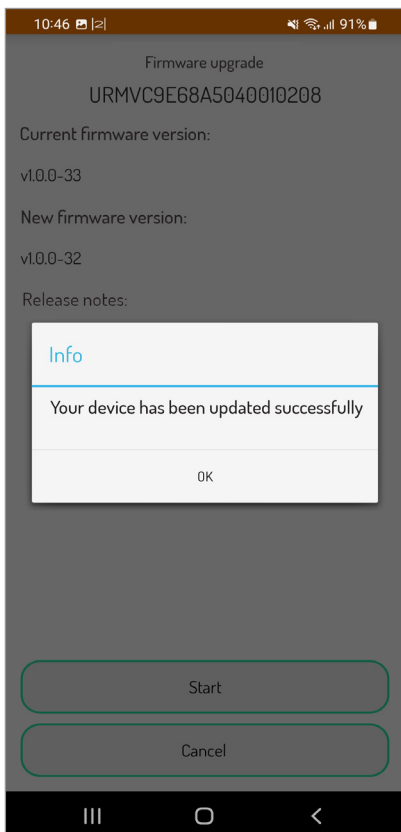 10:46 |2| 91%
Firmware upgrade
URMVC9E68A5040010208
Current firmware version:
v1.0.0-33
New firmware version:
v1.0.0-32
Release notes:
Info
Your device has been updated successfully
OK
Start
Cancel